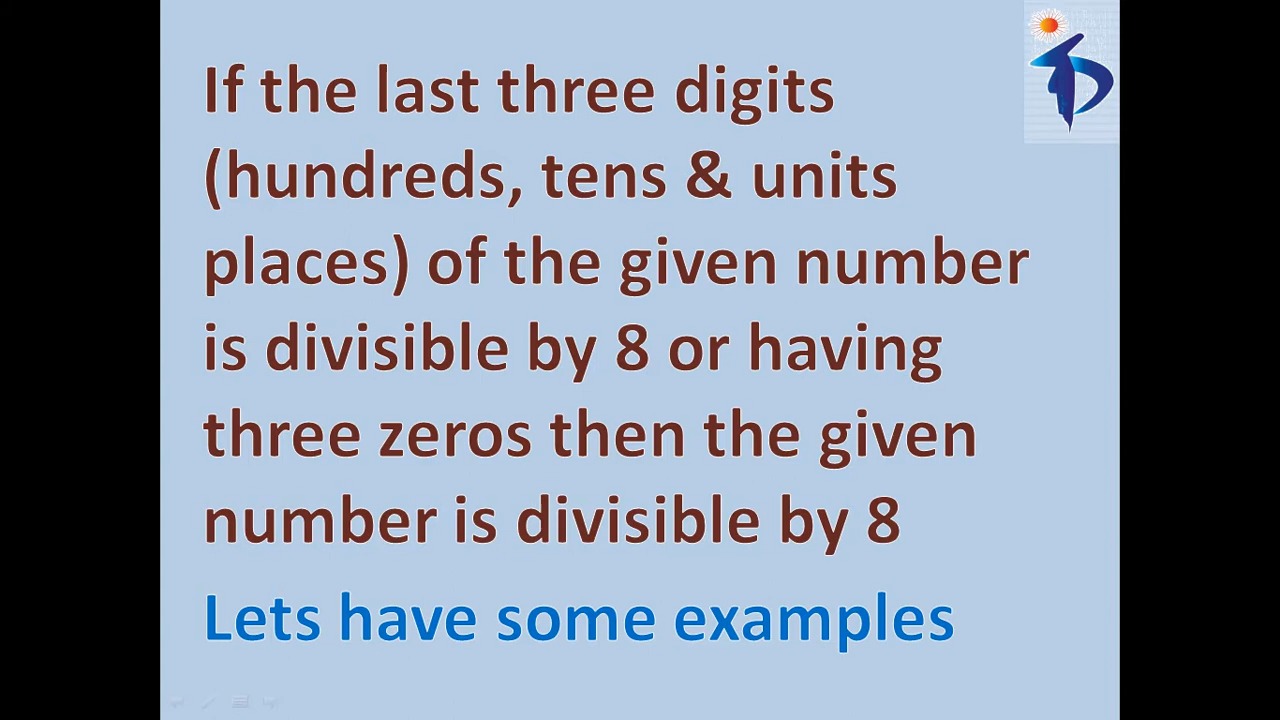 If the last three digits
(hundreds, tens & units
places) of the given number
is divisible by 8 or having
three zeros then the given
number is divisible by 8
Lets have some examples